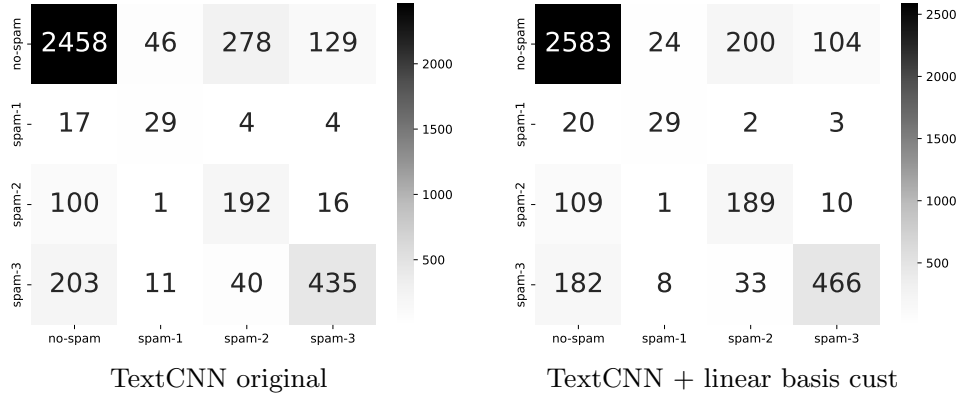 no-spam 2458 46 278 129
spam-1 17 29 4 4
spam-2 100 1 192 16
spam-3 203 11 40 435
no-spam spam-1 spam-2 spam-3
2000
1500
1000
500
TextCNN original
no-spam 2583 24 200 104
spam-1 20 29 2 3
spam-2 109 1 189 10
spam-3 182 8 33 466
no-spam spam-1 spam-2 spam-3
2500
2000
1500
1000
500
TextCNN + linear basis cust